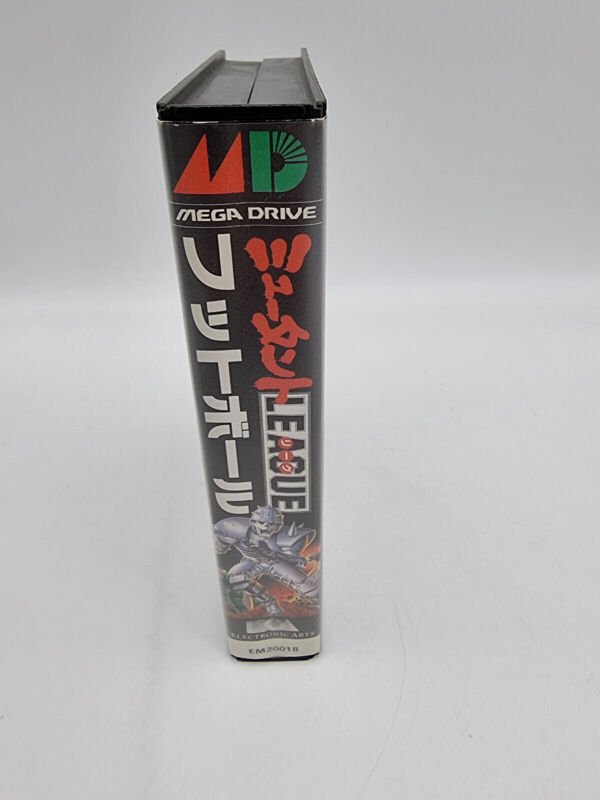 MD
MEGA DRIVE
ミュータント
LEAGUE
リーグ
フットボール
ELECTRONIC ARTS
EM20018